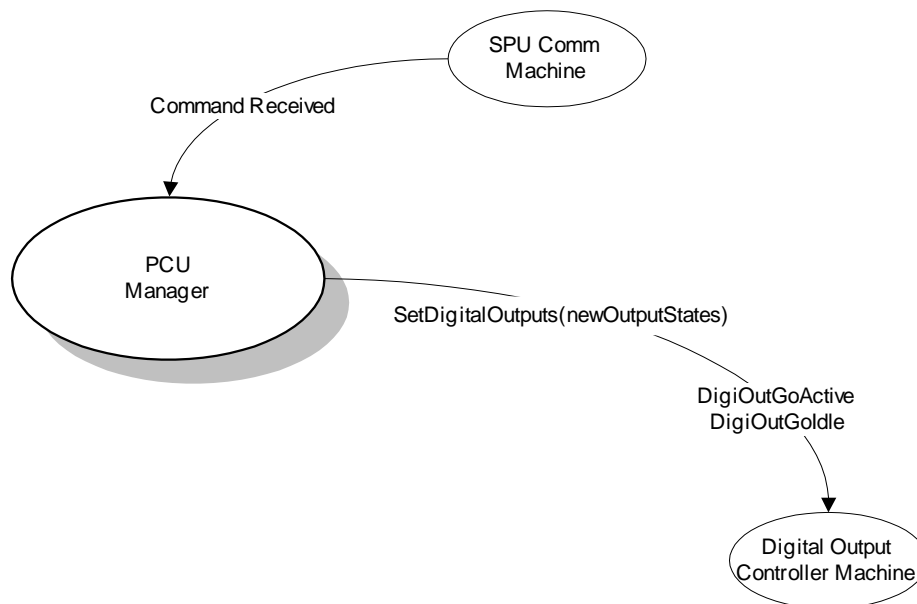 SPU Comm
Machine
Command Received
PCU
Manager
SetDigitalOutputs(newOutputStates)
DigiOutGoActive
DigiOutGoIdle
Digital Output
Controller Machine